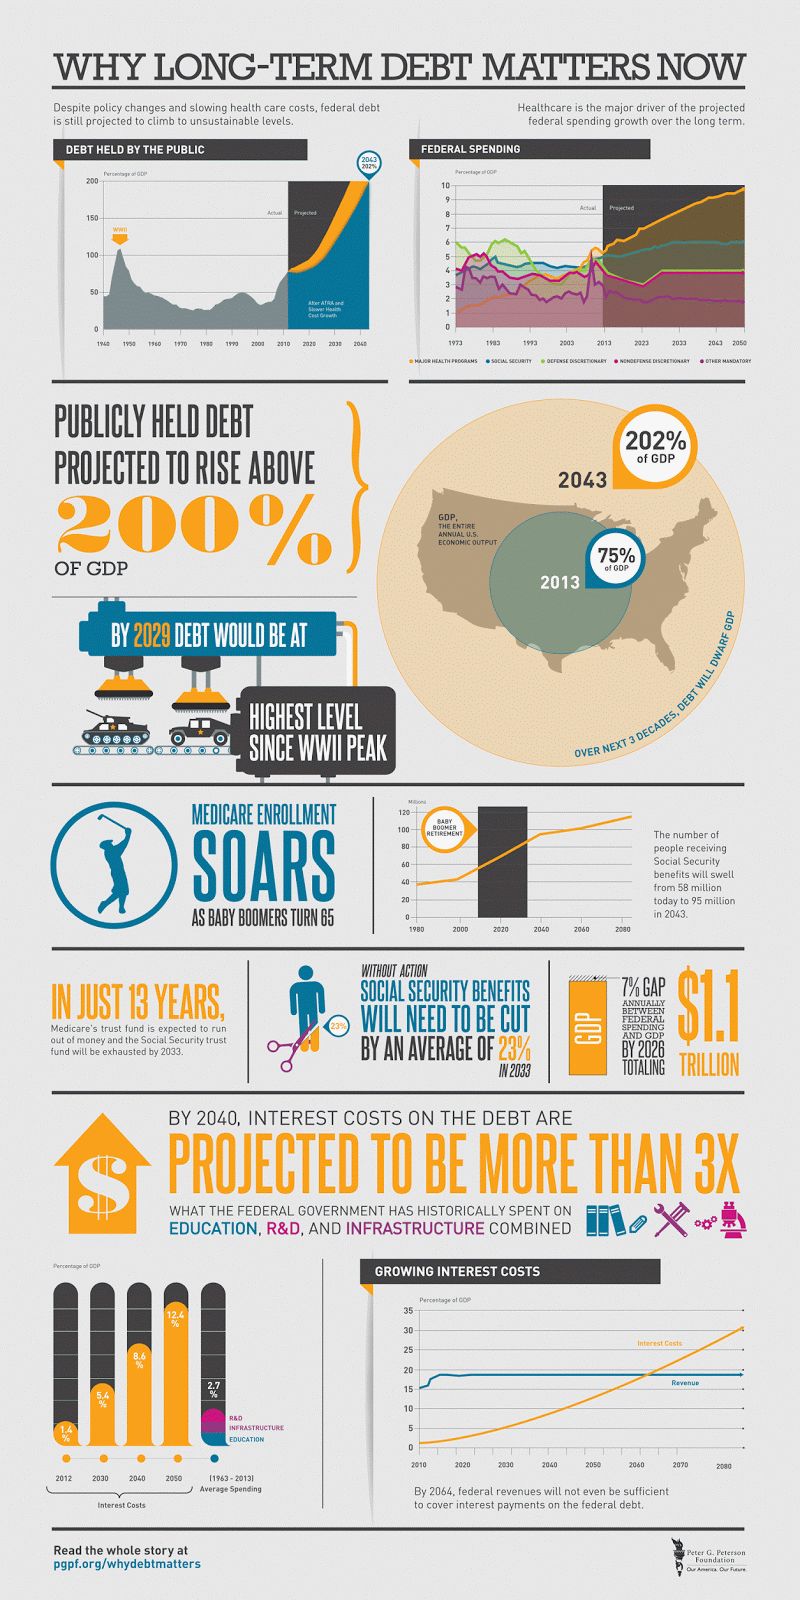 WHY LONG-TERM DEBT MATTERS NOW
Despite policy changes and slowing health care costs, federal debt
is still projected to climb to unsustainable levels.
Healthcare is the major driver of the projected
federal spending growth over the long term.
DEBT HELD BY THE PUBLIC
2043
202%
Percentage of GDP
200
150
100
50
0
WWII
Actual
Projected
After ATRA and
Slower Health
Cost Growth
1940 1950 1960 1970 1980 1990 2000 2010 2020 2030 2040
FEDERAL SPENDING
Percentage of GDP
10
9
8
7
6
5
4
3
2
1
0
Actual
Projected
1973 1983 1993 2003 2013 2023 2033 2043 2050
MAJOR HEALTH PROGRAMS SOCIAL SECURITY DEFENSE DISCRETIONARY NONDEFENSE DISCRETIONARY OTHER MANDATORY
PUBLICLY HELD DEBT
PROJECTED TO RISE ABOVE
200%
OF GDP
202%
of GDP
2043
GDP,
THE ENTIRE
ANNUAL U.S.
ECONOMIC OUTPUT
75%
of GDP
2013
OVER NEXT 3 DECADES, DEBT WILL DWARF GDP
BY 2029 DEBT WOULD BE AT
HIGHEST LEVEL
SINCE WWII PEAK
MEDICARE ENROLLMENT
SOARS
AS BABY BOOMERS TURN 65
Millions
120
100
80
60
40
20
0
BABY
BOOMER
RETIREMENT
1980 2000 2020 2040 2060 2080
The number of
people receiving
Social Security
benefits will swell
from 58 million
today to 95 million
in 2043.
IN JUST 13 YEARS,
Medicare's trust fund is expected to run
out of money and the Social Security trust
fund will be exhausted by 2033.
23%
WITHOUT ACTION
SOCIAL SECURITY BENEFITS
WILL NEED TO BE CUT
BY AN AVERAGE OF 23%
IN 2033
GDP
7% GAP
ANNUALLY
BETWEEN
FEDERAL
SPENDING
AND GDP
BY 2026
TOTALING
$1.1
TRILLION
$
BY 2040, INTEREST COSTS ON THE DEBT ARE
PROJECTED TO BE MORE THAN 3X
WHAT THE FEDERAL GOVERNMENT HAS HISTORICALLY SPENT ON
EDUCATION, R&D, AND INFRASTRUCTURE COMBINED
Percentage of GDP
1.4
%
5.4
%
8.6
%
12.4
%
2.7
%
R&D
INFRASTRUCTURE
EDUCATION
2012 2030 2040 2050 (1963 - 2013)
Average Spending
Interest Costs
GROWING INTEREST COSTS
Percentage of GDP
35
30
25
20
15
10
5
0
Interest Costs
Revenue
2010 2020 2030 2040 2050 2060 2070 2080
By 2064, federal revenues will not even be sufficient
to cover interest payments on the federal debt.
Read the whole story at
pgpf.org/whydebtmatters
Peter G. Peterson
Foundation
Our America. Our Future.